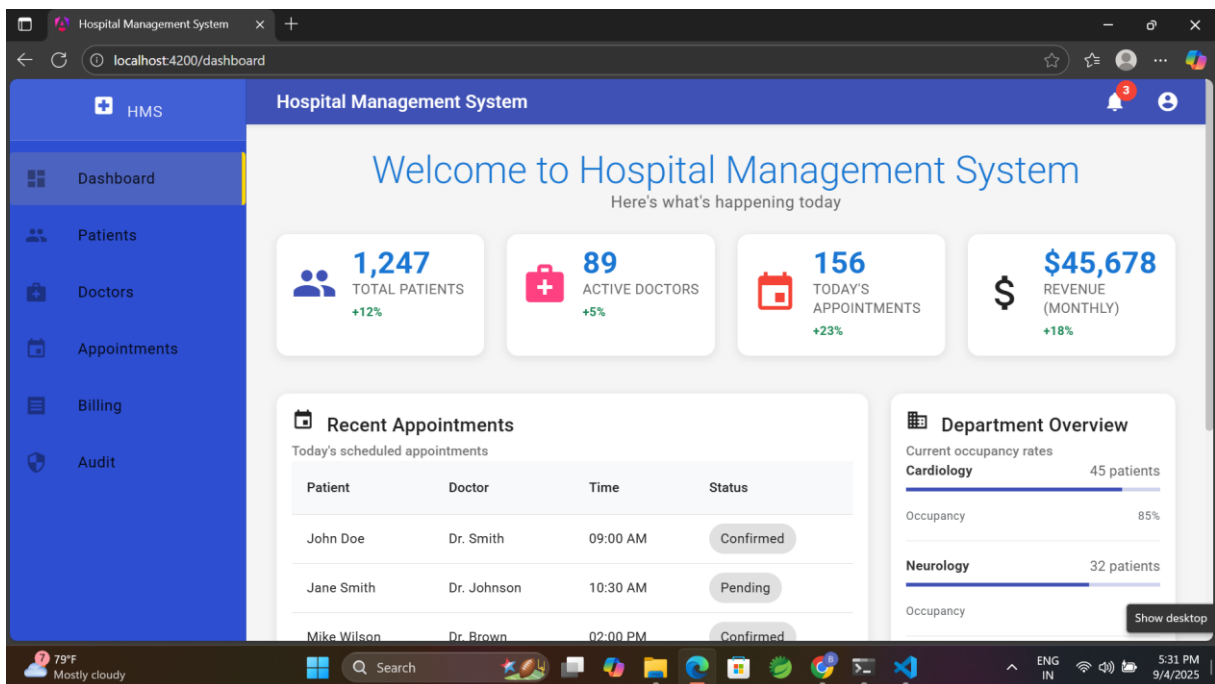 Hospital Management System
localhost:4200/dashboard
HMS
Hospital Management System
3
Dashboard
Patients
Doctors
Appointments
Billing
Audit
Welcome to Hospital Management System
Here's what's happening today
1,247
TOTAL PATIENTS
+12%
89
ACTIVE DOCTORS
+5%
156
TODAY'S
APPOINTMENTS
+23%
$45,678
REVENUE
(MONTHLY)
+18%
Recent Appointments
Today's scheduled appointments
Patient Doctor Time Status
John Doe Dr. Smith 09:00 AM Confirmed
Jane Smith Dr. Johnson 10:30 AM Pending
Mike Wilson Dr. Brown 02:00 PM Confirmed
Department Overview
Current occupancy rates
Cardiology 45 patients
Occupancy 85%
Neurology 32 patients
Occupancy
Show desktop
7
79°F
Mostly cloudy
Search
ENG
IN
5:31 PM
9/4/2025